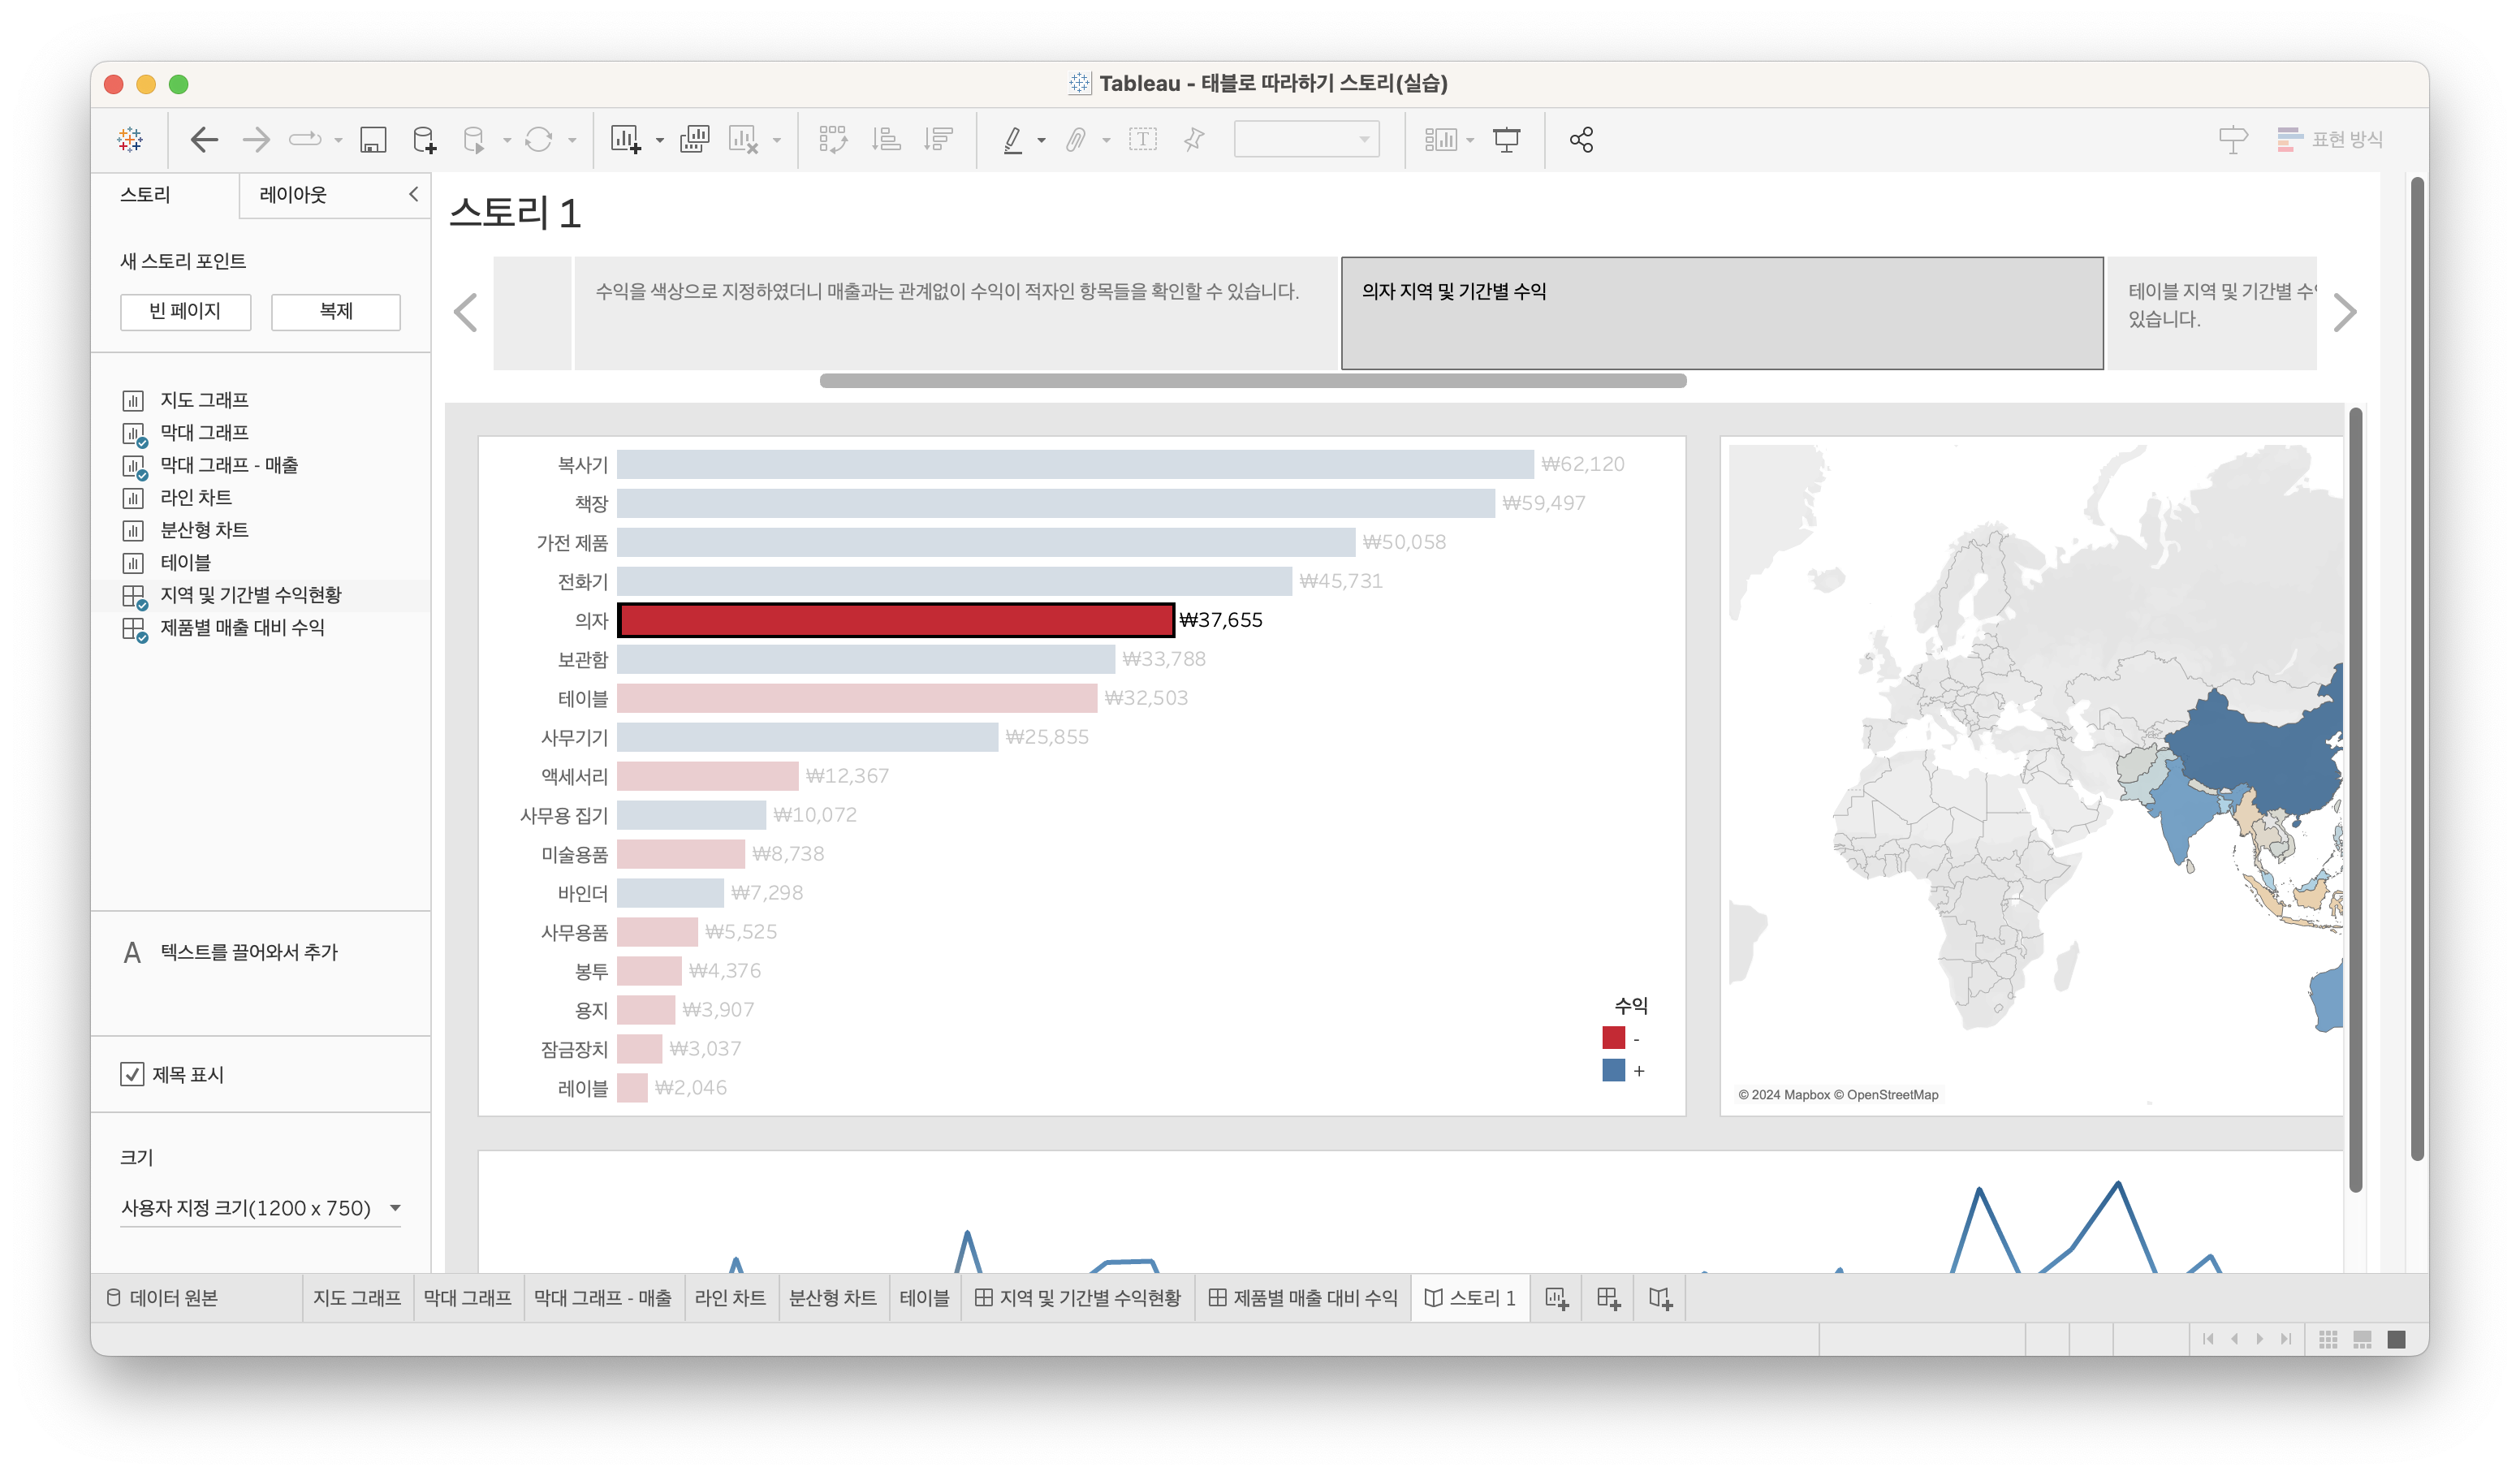 Tableau - 태블로 따라하기 스토리(실습)
표현 방식
스토리
레이아웃
새 스토리 포인트
빈 페이지
복제
지도 그래프
막대 그래프
막대 그래프 - 매출
라인 차트
분산형 차트
테이블
지역 및 기간별 수익현황
제품별 매출 대비 수익
A 텍스트를 끌어와서 추가
제목 표시
크기
사용자 지정 크기(1200 x 750)
스토리 1
수익을 색상으로 지정하였더니 매출과는 관계없이 수익이 적자인 항목들을 확인할 수 있습니다.
의자 지역 및 기간별 수익
테이블 지역 및 기간별
있습니다.
복사기 ₩62,120
책장 ₩59,497
가전 제품 ₩50,058
전화기 ₩45,731
의자 ₩37,655
보관함 ₩33,788
테이블 ₩32,503
사무기기 ₩25,855
액세서리 ₩12,367
사무용 집기 ₩10,072
미술용품 ₩8,738
바인더 ₩7,298
사무용품 ₩5,525
봉투 ₩4,376
용지 ₩3,907
잠금장치 ₩3,037
레이블 ₩2,046
수익
-
+
© 2024 Mapbox © OpenStreetMap
데이터 원본
지도 그래프
막대 그래프
막대 그래프 - 매출
라인 차트
분산형 차트
테이블
지역 및 기간별 수익현황
제품별 매출 대비 수익
스토리 1